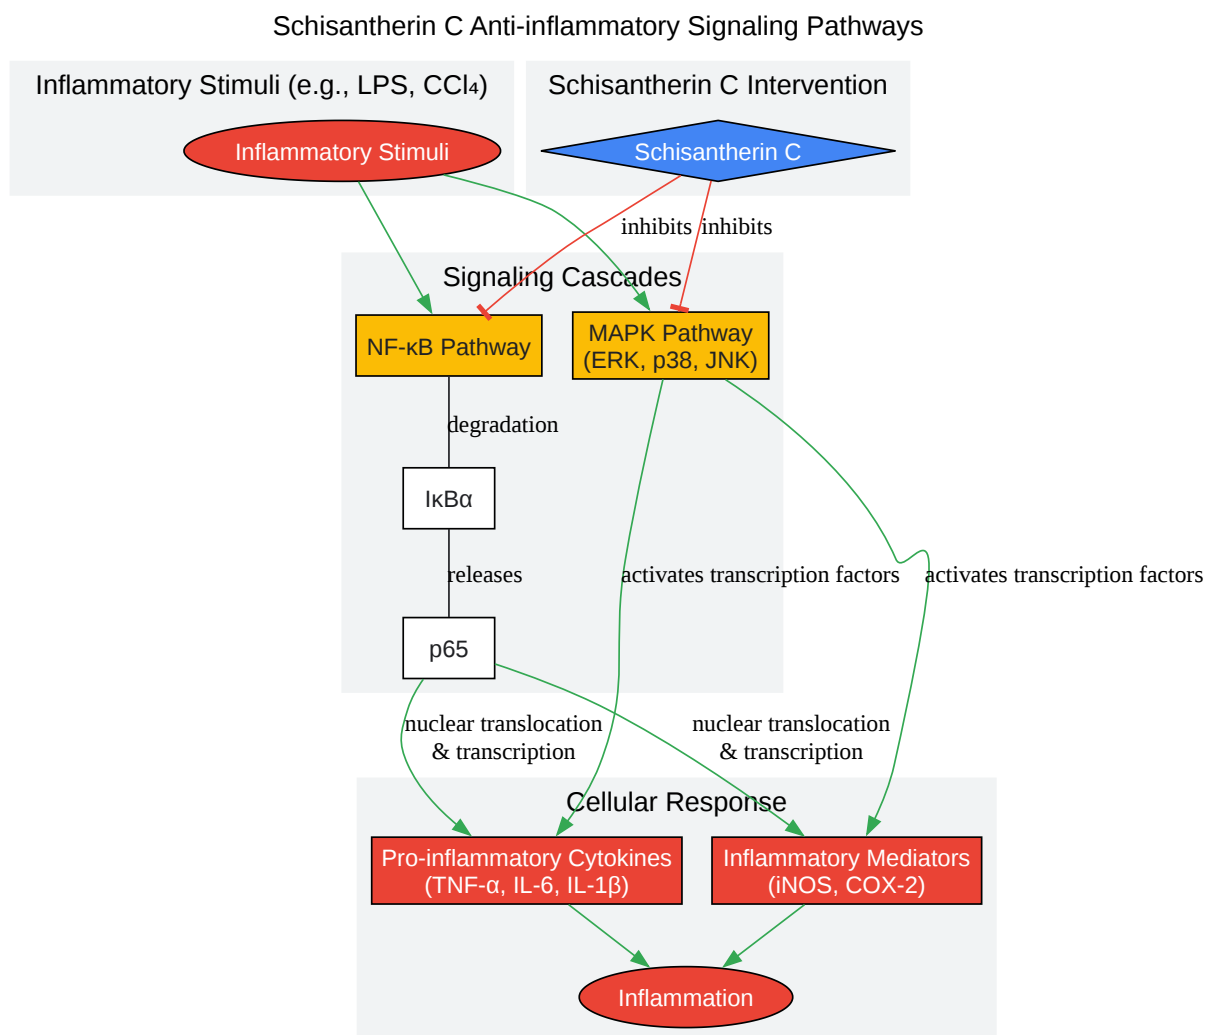 Schisantherin C Anti-inflammatory Signaling Pathways
Inflammatory Stimuli (e.g., LPS, CCl₄)
Schisantherin C Intervention
Inflammatory Stimuli
Schisantherin C
inhibits
inhibits
Signaling Cascades
NF-κB Pathway
MAPK Pathway
(ERK, p38, JNK)
degradation
IκBα
releases
activates transcription factors
activates transcription factors
p65
nuclear translocation
& transcription
nuclear translocation
& transcription
Cellular Response
Pro-inflammatory Cytokines
(TNF-α, IL-6, IL-1β)
Inflammatory Mediators
(iNOS, COX-2)
Inflammation